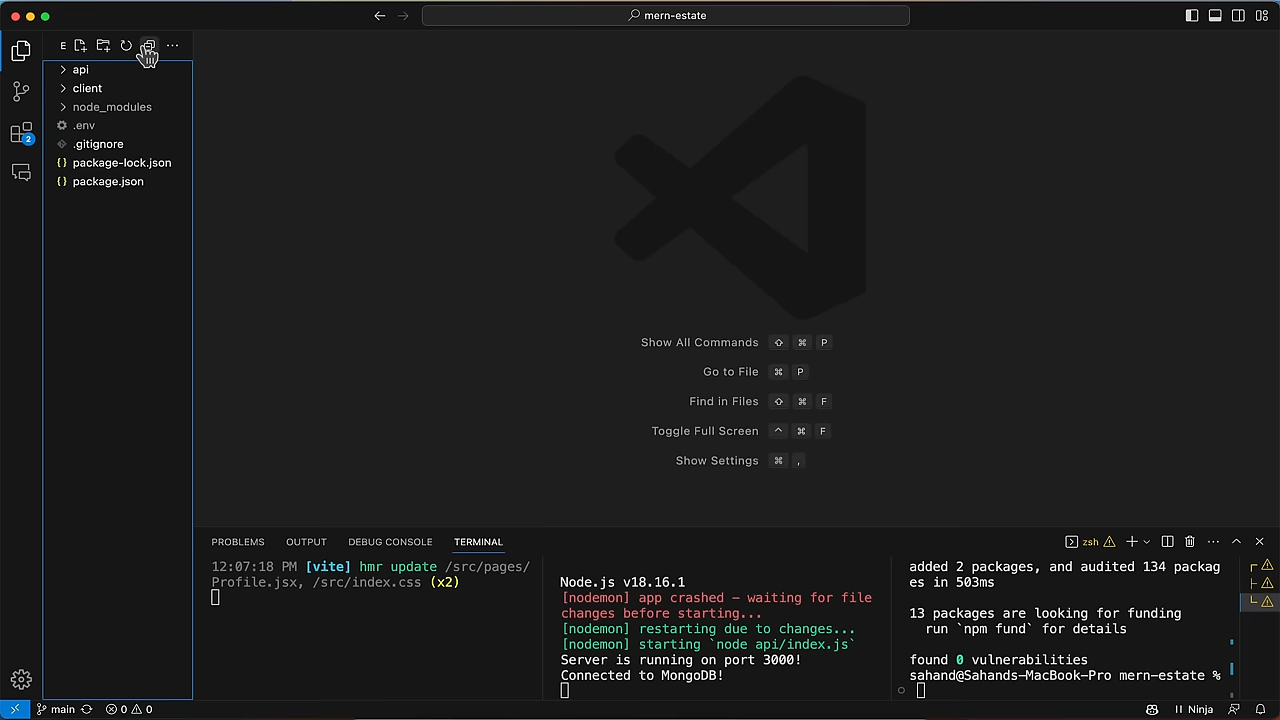 mern-estate
E
api
client
node_modules
.env
.gitignore
{} package-lock.json
{} package.json
2
Show All Commands ⇧ ⌘ P
Go to File ⌘ P
Find in Files ⇧ ⌘ F
Toggle Full Screen ^ ⌘ F
Show Settings ⌘ ,
PROBLEMS OUTPUT DEBUG CONSOLE TERMINAL
zsh
12:07:18 PM [vite] hmr update /src/pages/
Profile.jsx, /src/index.css (x2)
Node.js v18.16.1
[nodemon] app crashed - waiting for file
changes before starting...
[nodemon] restarting due to changes...
[nodemon] starting `node api/index.js`
Server is running on port 3000!
Connected to MongoDB!
added 2 packages, and audited 134 packag
es in 503ms
13 packages are looking for funding
run `npm fund` for details
found 0 vulnerabilities
sahand@Sahands-MacBook-Pro mern-estate %
main 0 0
Ninja